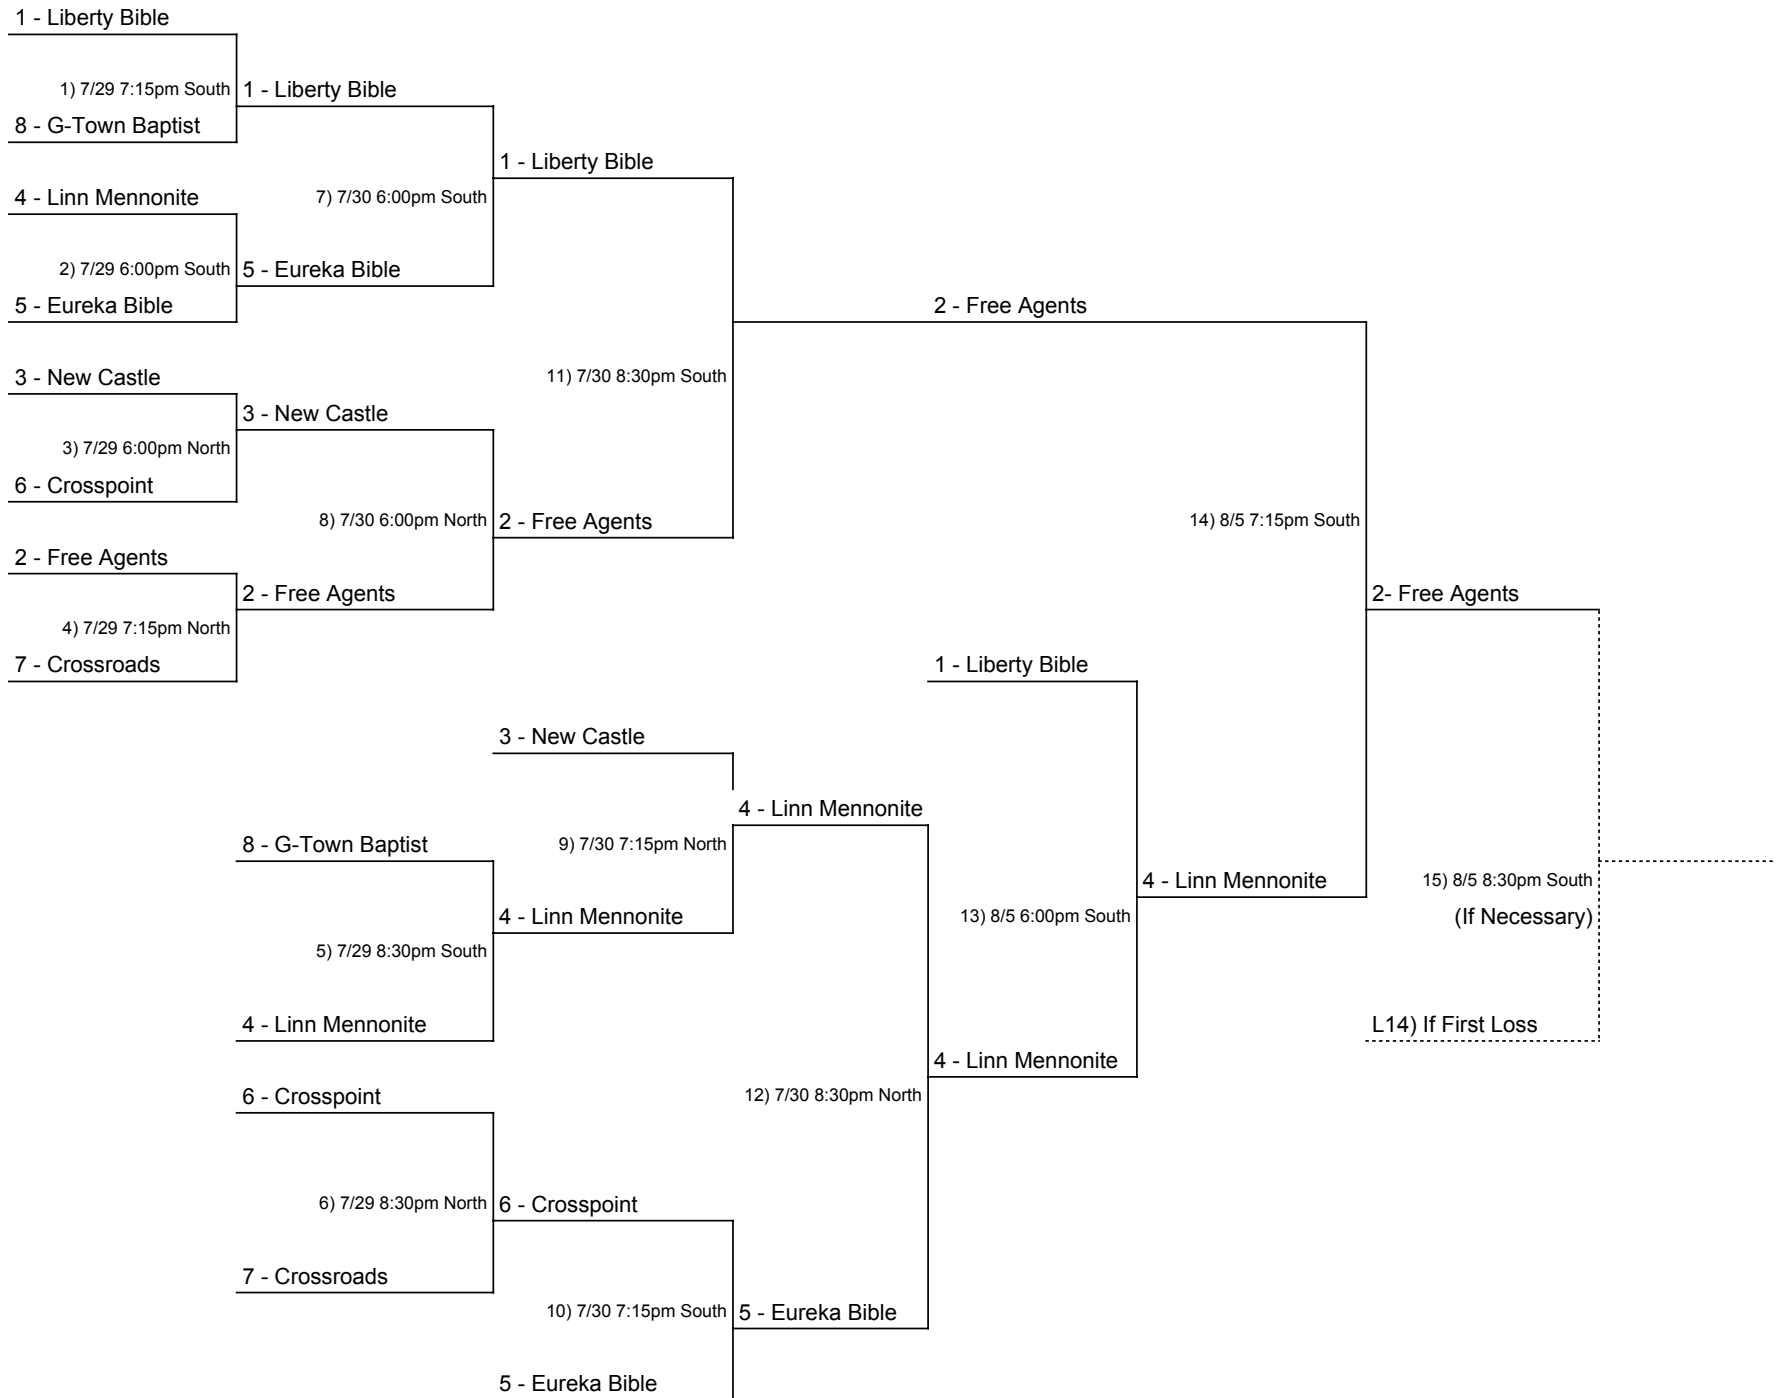 1 - Liberty Bible
1) 7/29 7:15pm South
1 - Liberty Bible
8 - G-Town Baptist
1 - Liberty Bible
4 - Linn Mennonite
7) 7/30 6:00pm South
2) 7/29 6:00pm South
5 - Eureka Bible
5 - Eureka Bible
2 - Free Agents
3 - New Castle
11) 7/30 8:30pm South
3 - New Castle
3) 7/29 6:00pm North
6 - Crosspoint
8) 7/30 6:00pm North
2 - Free Agents
14) 8/5 7:15pm South
2 - Free Agents
2 - Free Agents
2- Free Agents
4) 7/29 7:15pm North
7 - Crossroads
1 - Liberty Bible
3 - New Castle
4 - Linn Mennonite
8 - G-Town Baptist
9) 7/30 7:15pm North
4 - Linn Mennonite
15) 8/5 8:30pm South
4 - Linn Mennonite
13) 8/5 6:00pm South
(If Necessary)
5) 7/29 8:30pm South
4 - Linn Mennonite
L14) If First Loss
4 - Linn Mennonite
6 - Crosspoint
12) 7/30 8:30pm North
6) 7/29 8:30pm North
6 - Crosspoint
7 - Crossroads
10) 7/30 7:15pm South
5 - Eureka Bible
5 - Eureka Bible